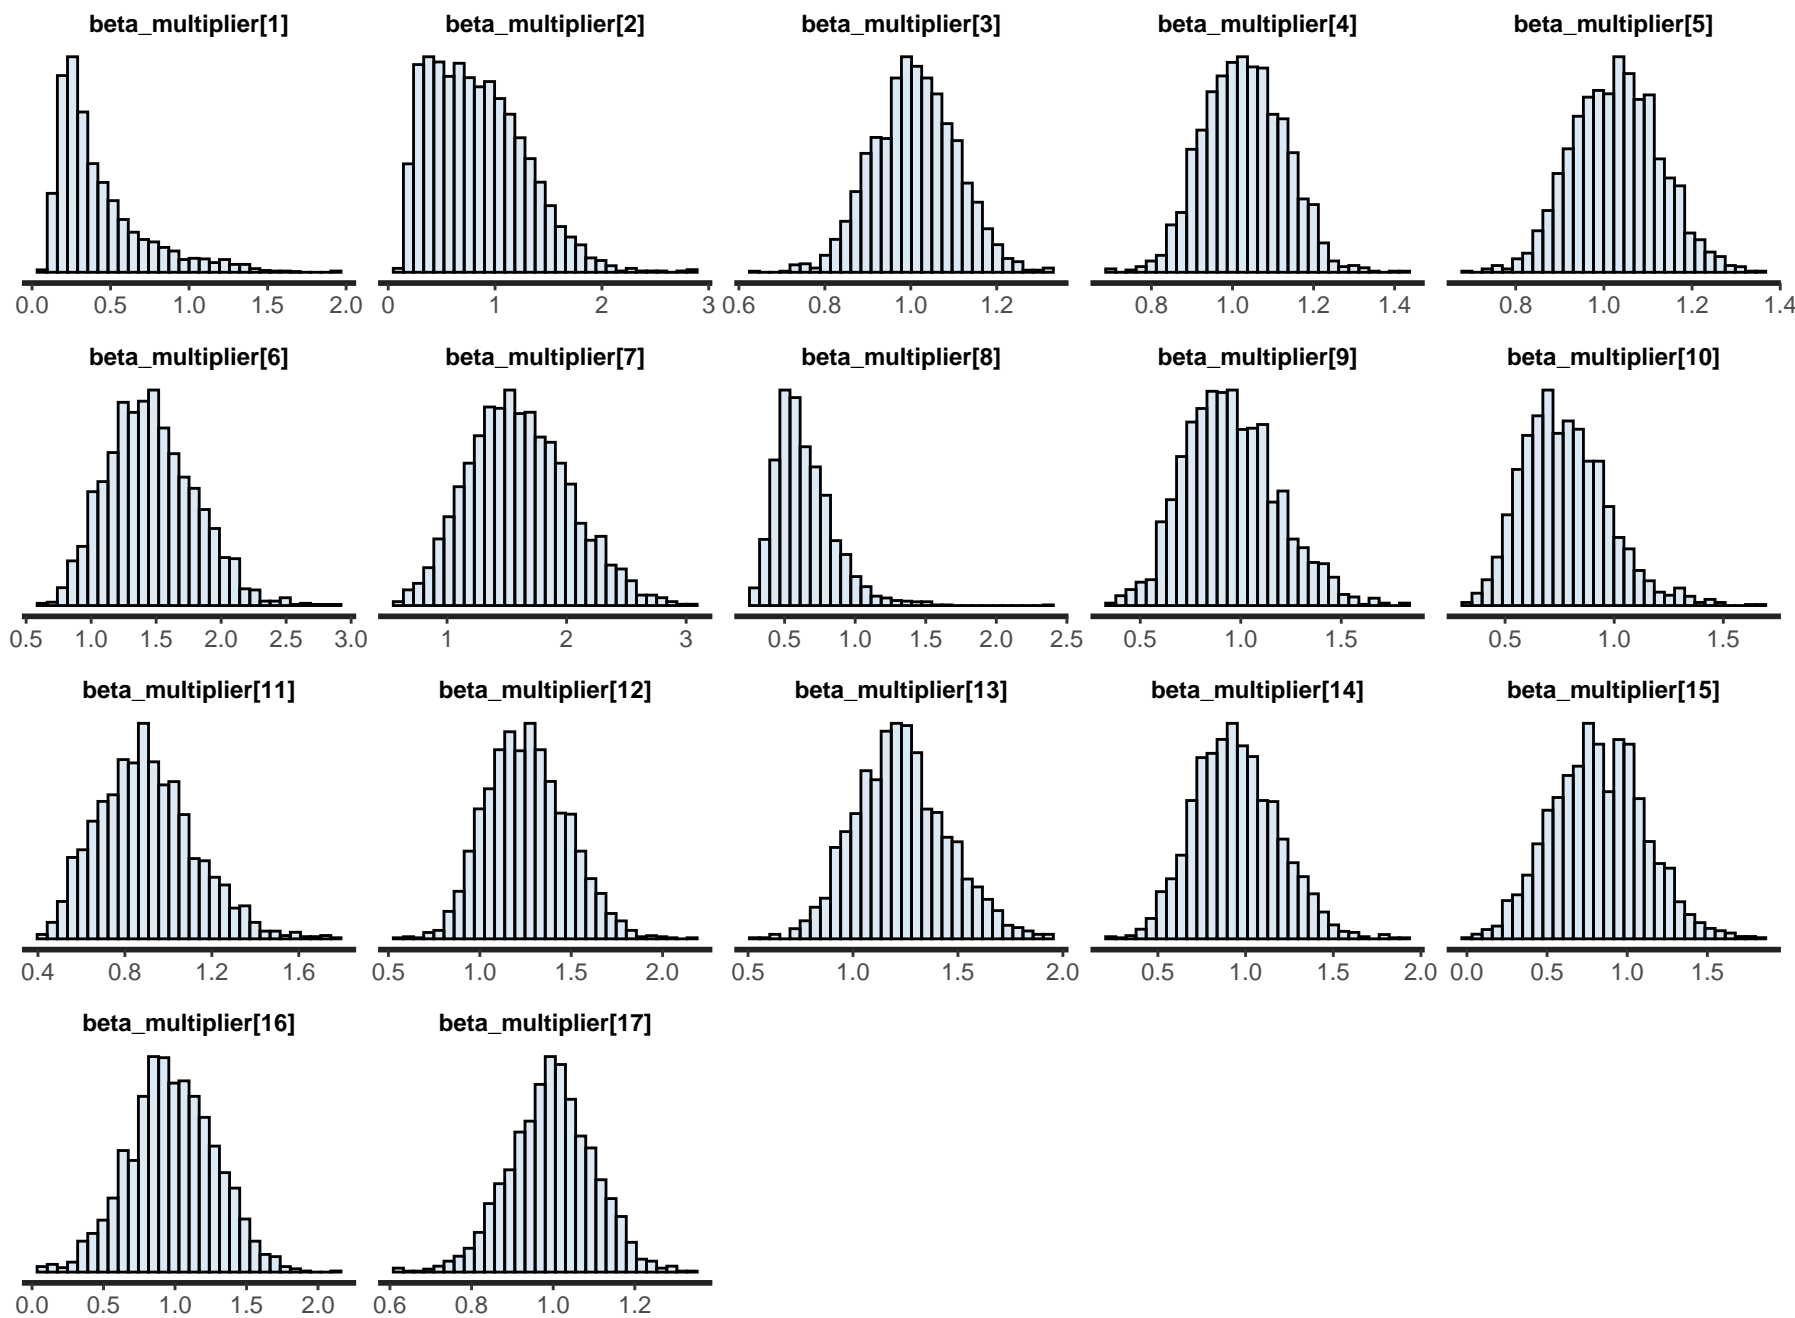 beta_multiplier[1] beta_multiplier[2] beta_multiplier[3] beta_multiplier[4] beta_multiplier[5]
0.0 0.5 1.0 1.5 2.0 0 1 2 3 0.6 0.8 1.0 1.2 0.8 1.0 1.2 1.4 0.8 1.0 1.2 1.4
beta_multiplier[6] beta_multiplier[7] beta_multiplier[8] beta_multiplier[9] beta_multiplier[10]
0.5 1.0 1.5 2.0 2.5 3.0 1 2 3 0.5 1.0 1.5 2.0 2.5 0.5 1.0 1.5 0.5 1.0 1.5
beta_multiplier[11] beta_multiplier[12] beta_multiplier[13] beta_multiplier[14] beta_multiplier[15]
0.4 0.8 1.2 1.6 0.5 1.0 1.5 2.0 0.5 1.0 1.5 2.0 0.5 1.0 1.5 2.0 0.0 0.5 1.0 1.5
beta_multiplier[16] beta_multiplier[17]
0.0 0.5 1.0 1.5 2.0 0.6 0.8 1.0 1.2